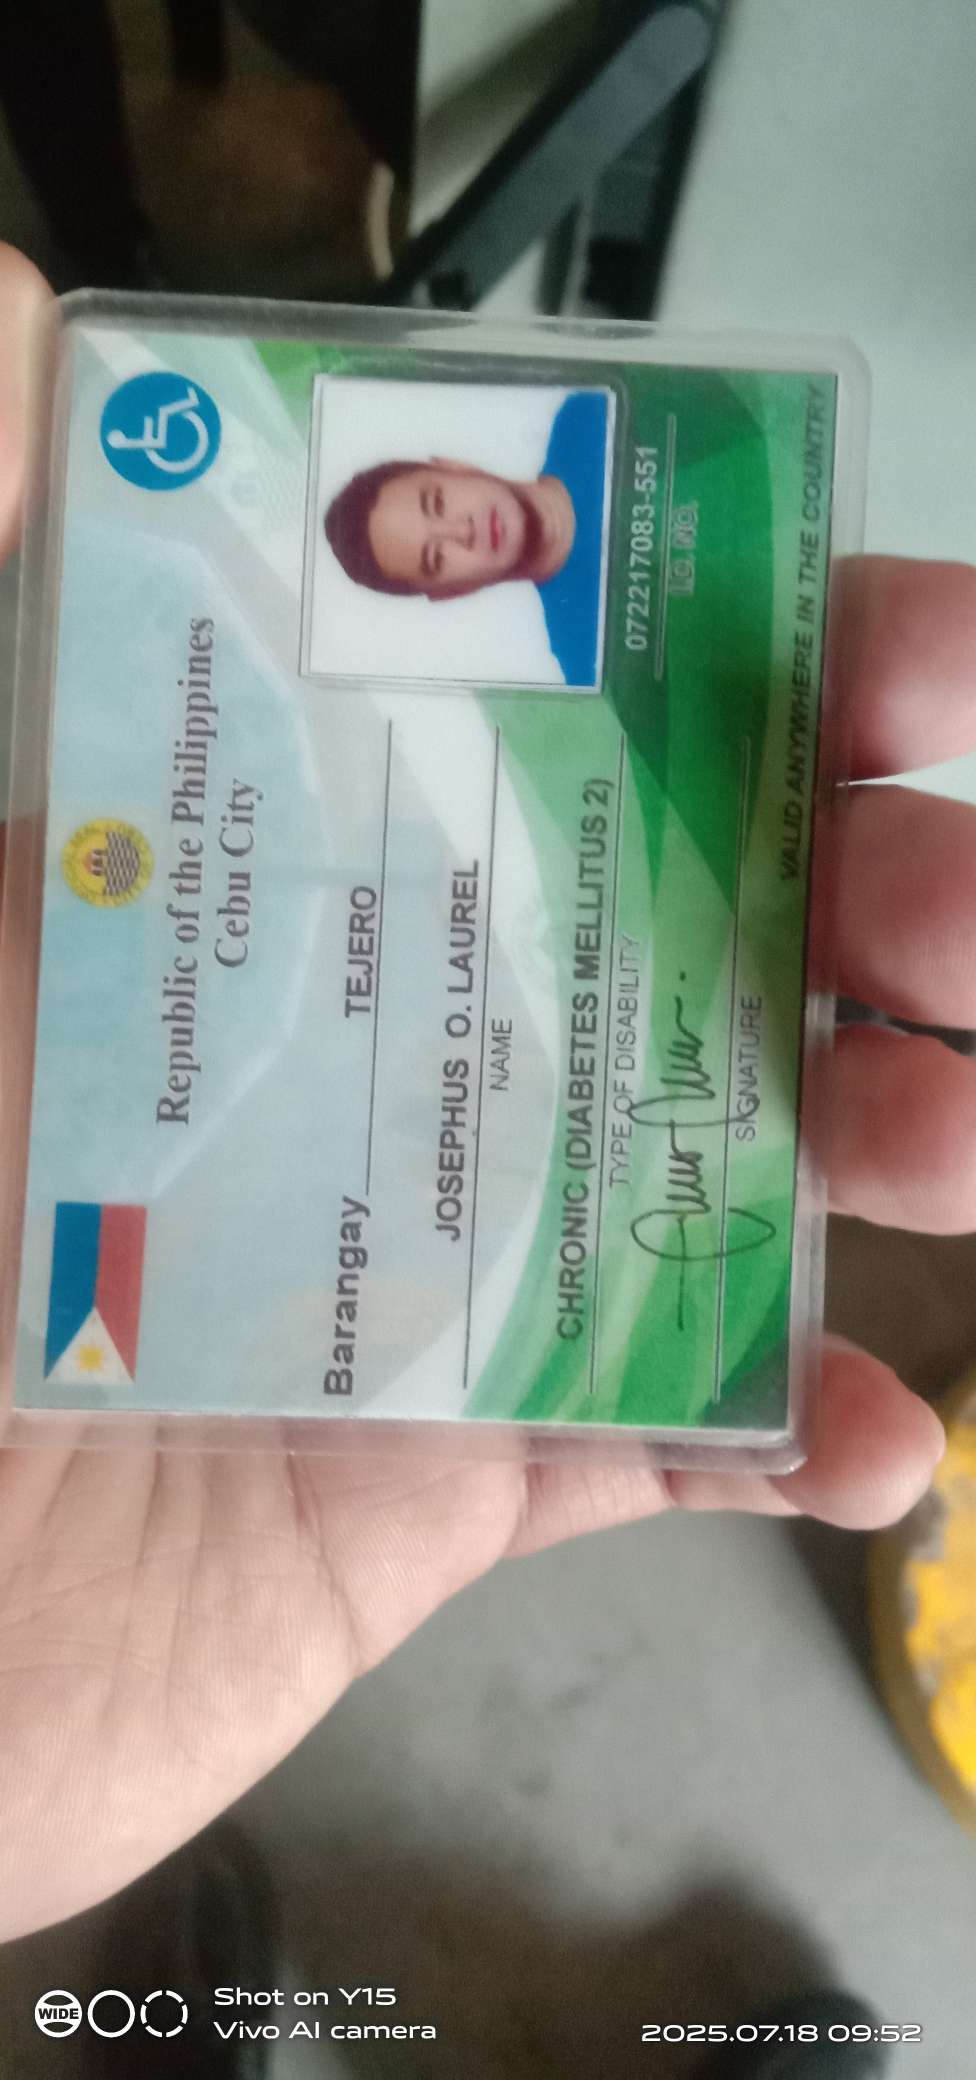 Republic of the Philippines
Cebu City
Barangay TEJERO
JOSEPHUS O. LAUREL
NAME
CHRONIC (DIABETES MELLITUS 2)
TYPE OF DISABILITY
SIGNATURE
072217083-551
I.D. NO.
VALID ANYWHERE IN THE COUNTRY
WIDE
Shot on Y15
Vivo AI camera
2025.07.18 09:52